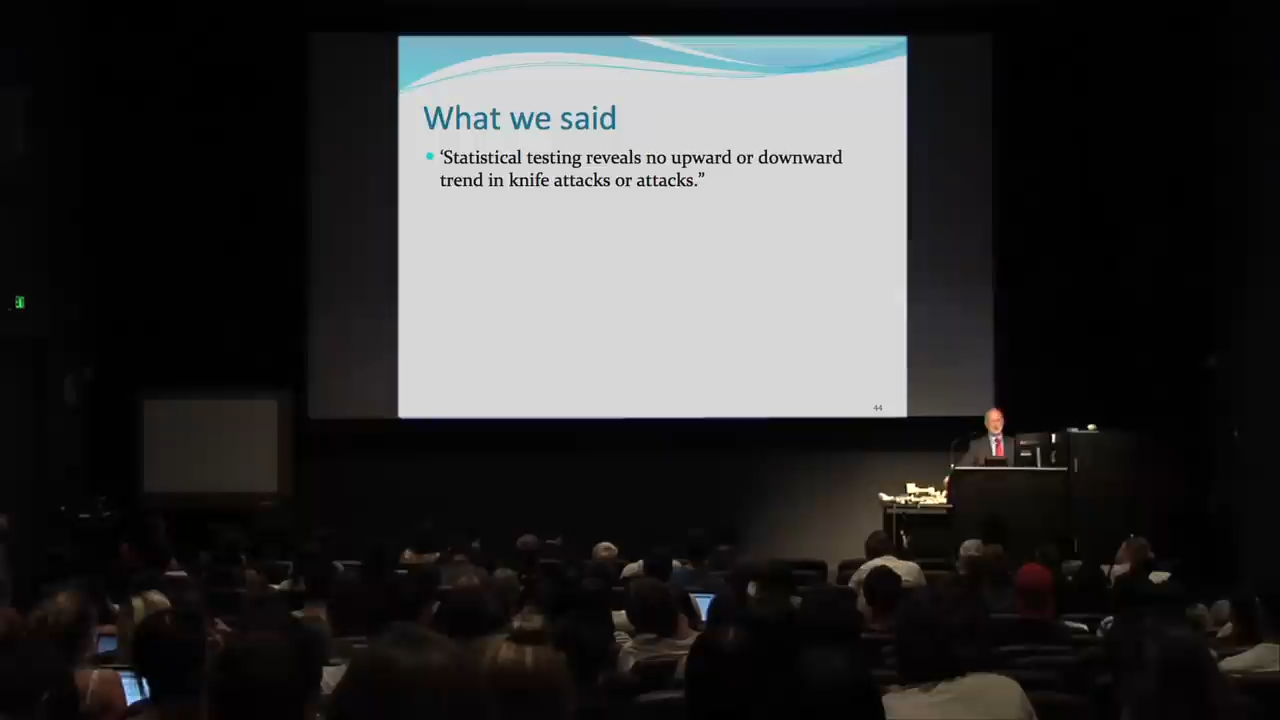 What we said
‘Statistical testing reveals no upward or downward
trend in knife attacks or attacks.”
44